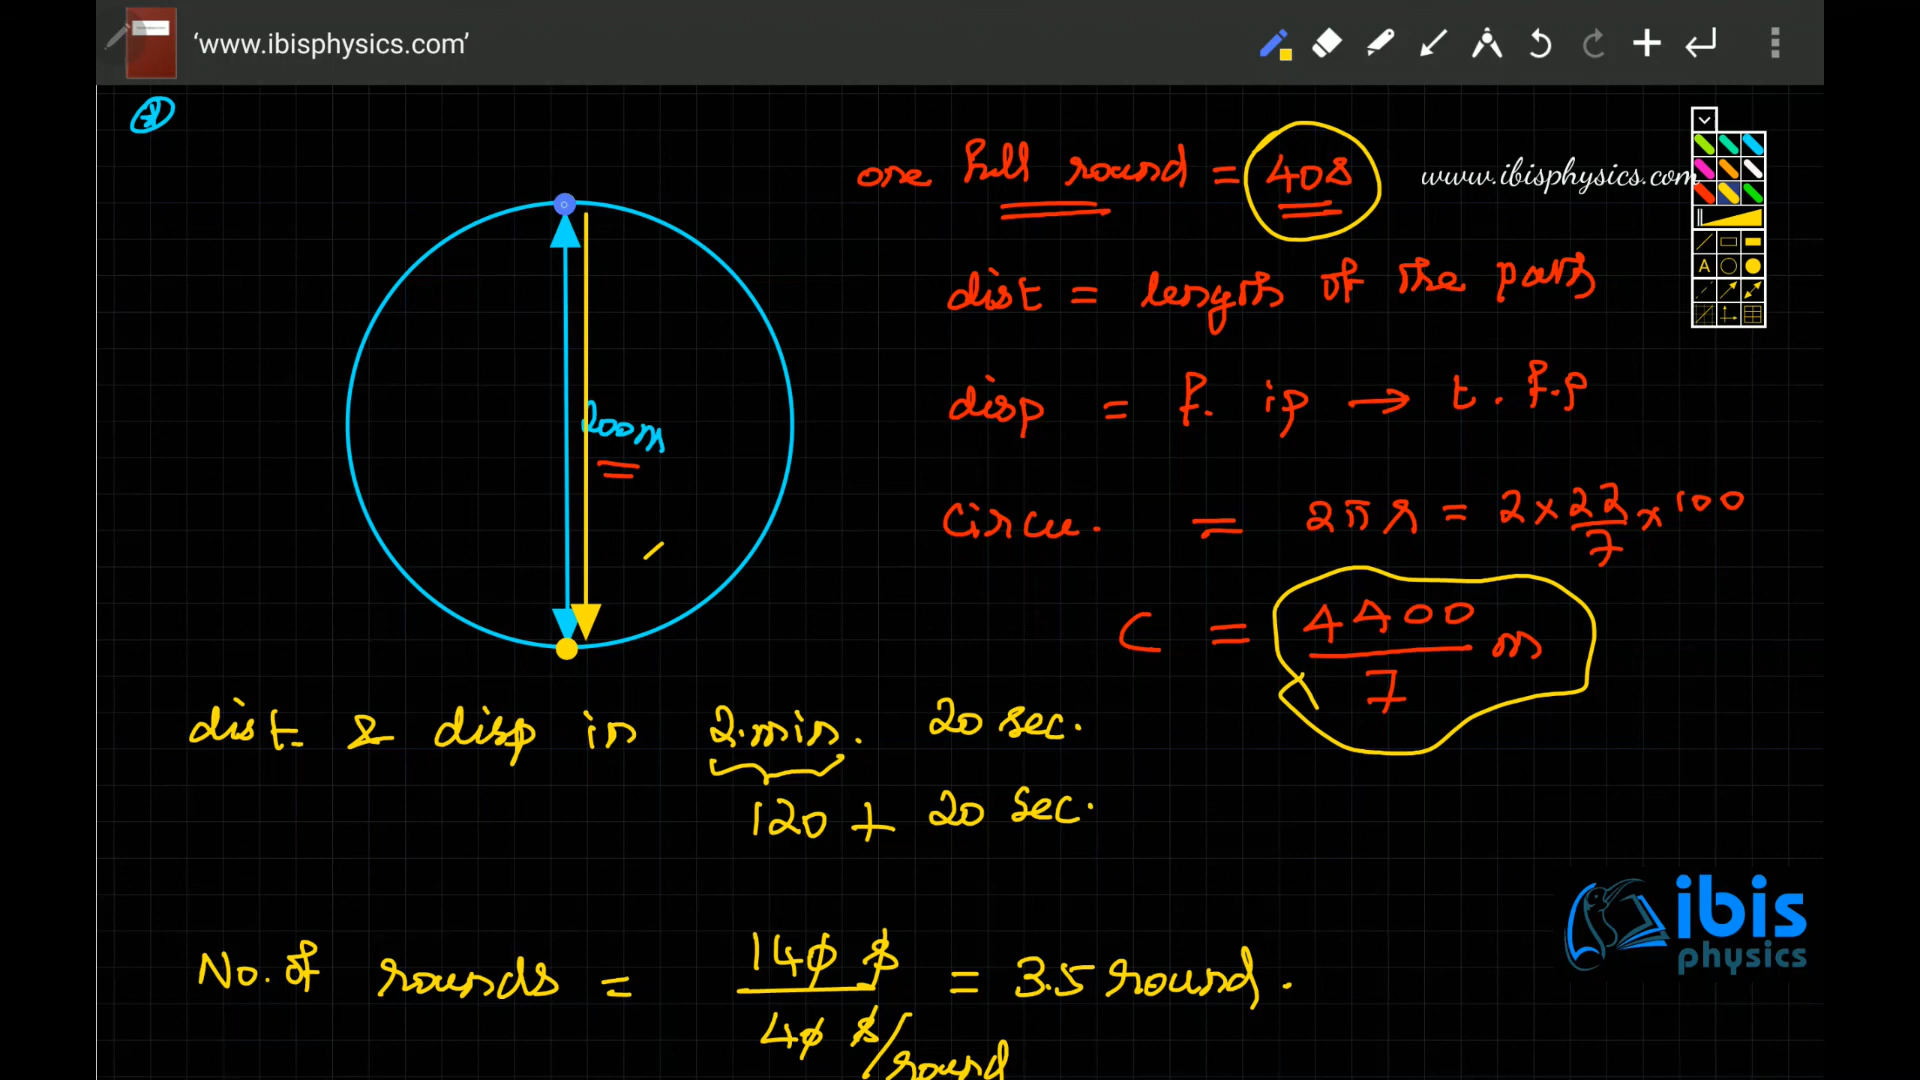 ‘www.ibisphysics.com’
one full round = 40s
www.ibisphysics.com
dist = length of the path
disp = f. ip → t. f.p
200m
Circu. = 2πr = 2 × 22/7 × 100
C = 4400/7 m
dist & disp in 2.min. 20 sec.
120 + 20 sec.
No. of rounds = 140 s / 40 s/round = 3.5 round.
ibis
physics
A